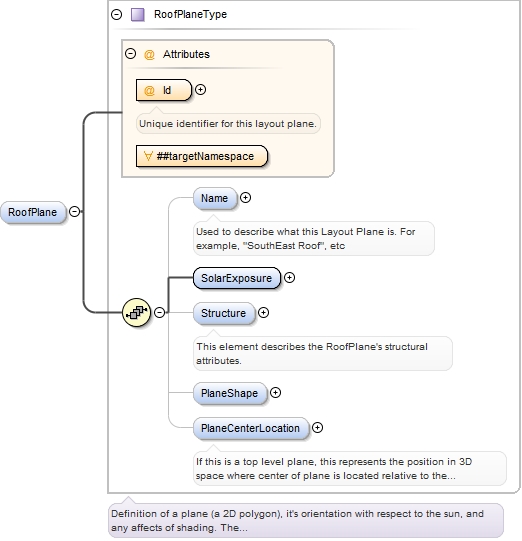 RoofPlaneType
Attributes
@ Id
Unique identifier for this layout plane.
∀ ##targetNamespace
RoofPlane
Name
Used to describe what this Layout Plane is. For
example, "SouthEast Roof", etc
SolarExposure
Structure
This element describes the RoofPlane's structural
attributes.
PlaneShape
PlaneCenterLocation
If this is a top level plane, this represents the position in 3D
space where center of plane is located relative to the...
Definition of a plane (a 2D polygon), it's orientation with respect to the sun, and
any affects of shading. The...